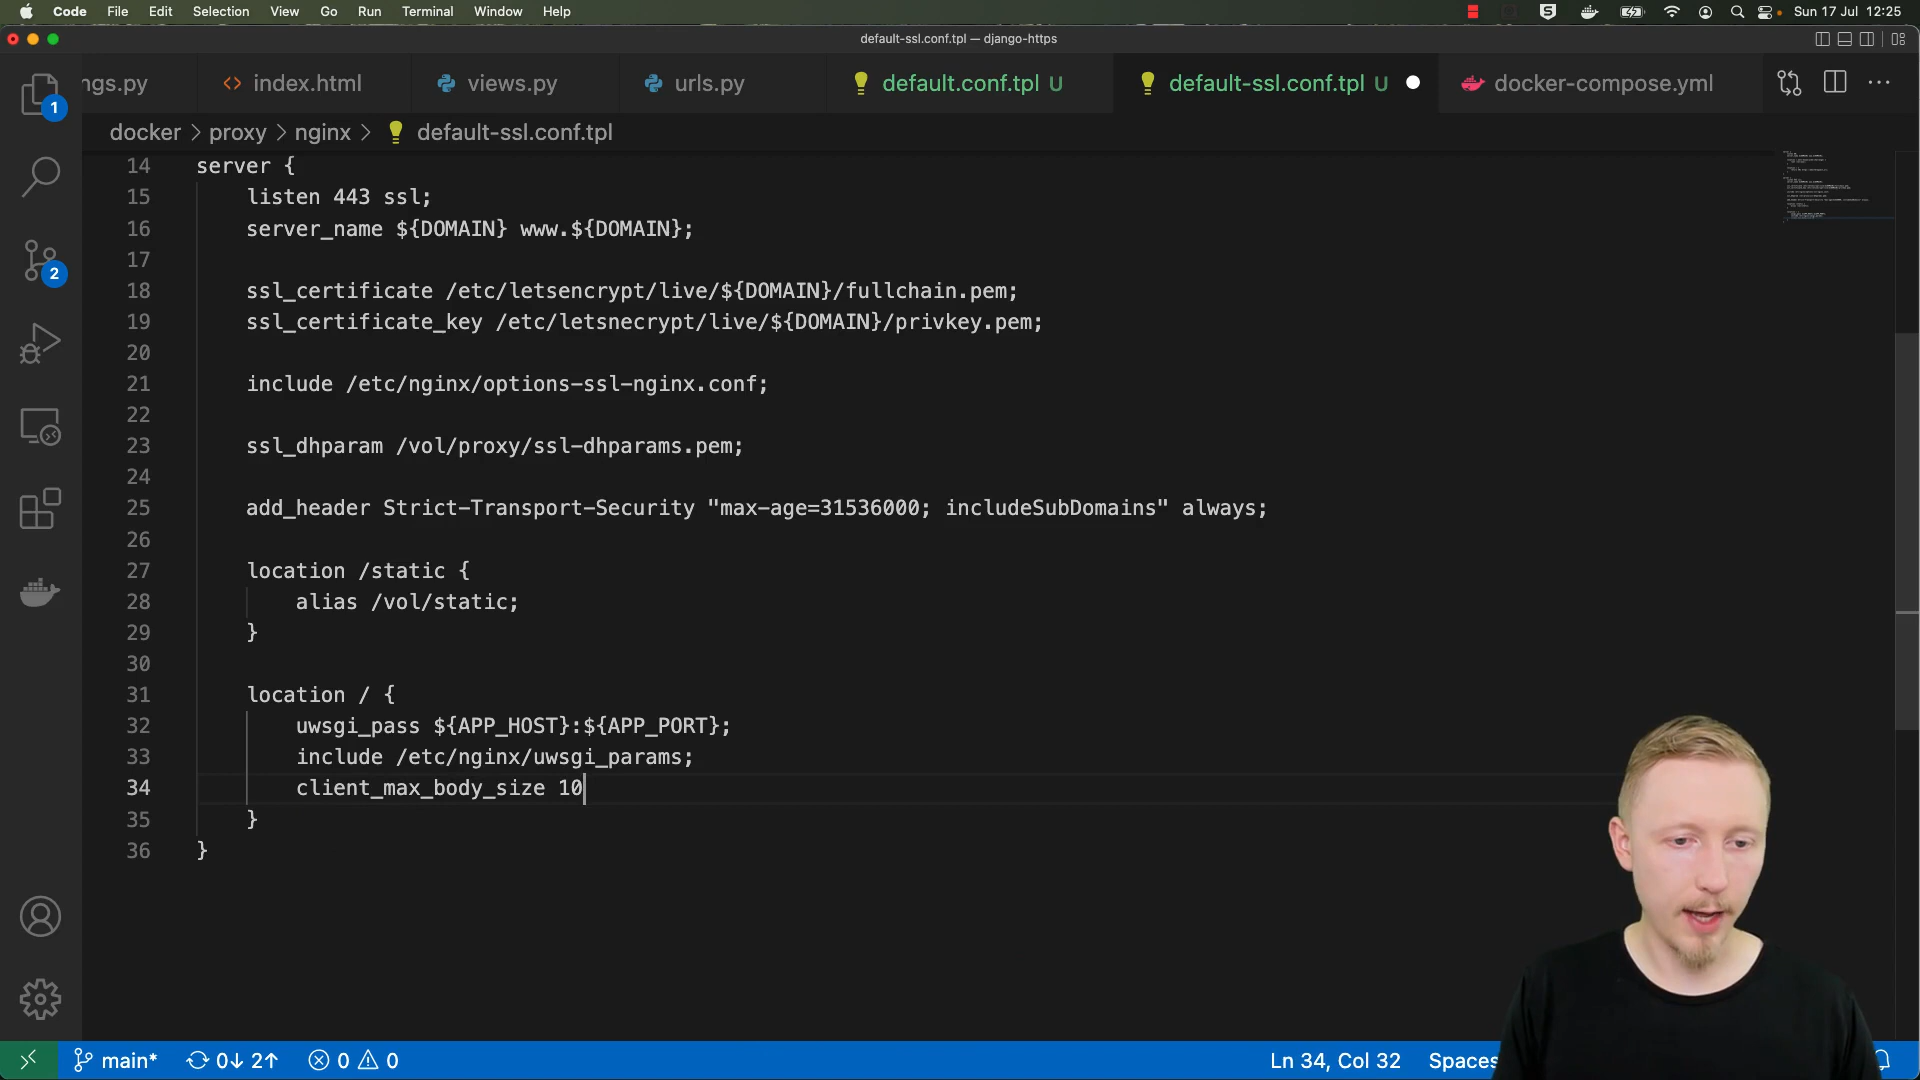 Code File Edit Selection View Go Run Terminal Window Help Sun 17 Jul 12:25
default-ssl.conf.tpl — django-https
ngs.py <> index.html views.py urls.py default.conf.tpl U default-ssl.conf.tpl U docker-compose.yml
docker > proxy > nginx > default-ssl.conf.tpl
14 server {
15 listen 443 ssl;
16 server_name ${DOMAIN} www.${DOMAIN};
17
18 ssl_certificate /etc/letsencrypt/live/${DOMAIN}/fullchain.pem;
19 ssl_certificate_key /etc/letsnecrypt/live/${DOMAIN}/privkey.pem;
20
21 include /etc/nginx/options-ssl-nginx.conf;
22
23 ssl_dhparam /vol/proxy/ssl-dhparams.pem;
24
25 add_header Strict-Transport-Security "max-age=31536000; includeSubDomains" always;
26
27 location /static {
28 alias /vol/static;
29 }
30
31 location / {
32 uwsgi_pass ${APP_HOST}:${APP_PORT};
33 include /etc/nginx/uwsgi_params;
34 client_max_body_size 10
35 }
36 }
1
2
main* 0↓ 2↑ 0 0 Ln 34, Col 32 Spaces